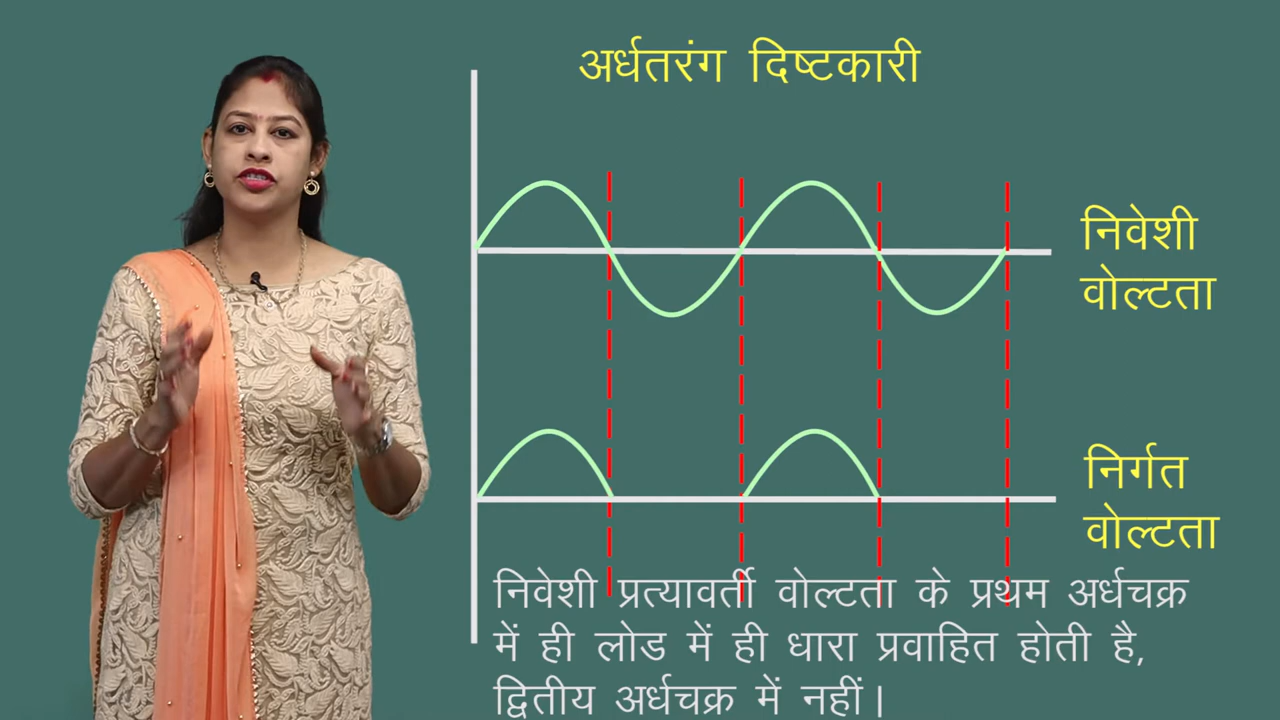 अर्धतरंग दिष्टकारी
निवेशी
वोल्टता
निर्गत
वोल्टता
निवेशी प्रत्यावर्ती वोल्टता के प्रथम अर्धचक्र
में ही लोड में ही धारा प्रवाहित होती है,
द्वितीय अर्धचक्र में नहीं।